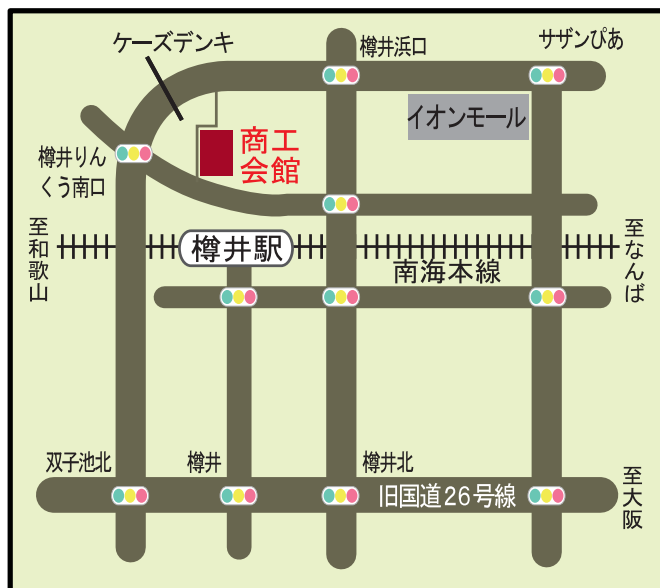 ケーズデンキ
樽井浜口
サザンぴあ
イオンモール
商工
会館
樽井りん
くう南口
至和歌山
樽井駅
至なんば
南海本線
双子池北
樽井
樽井北
旧国道26号線
至大阪